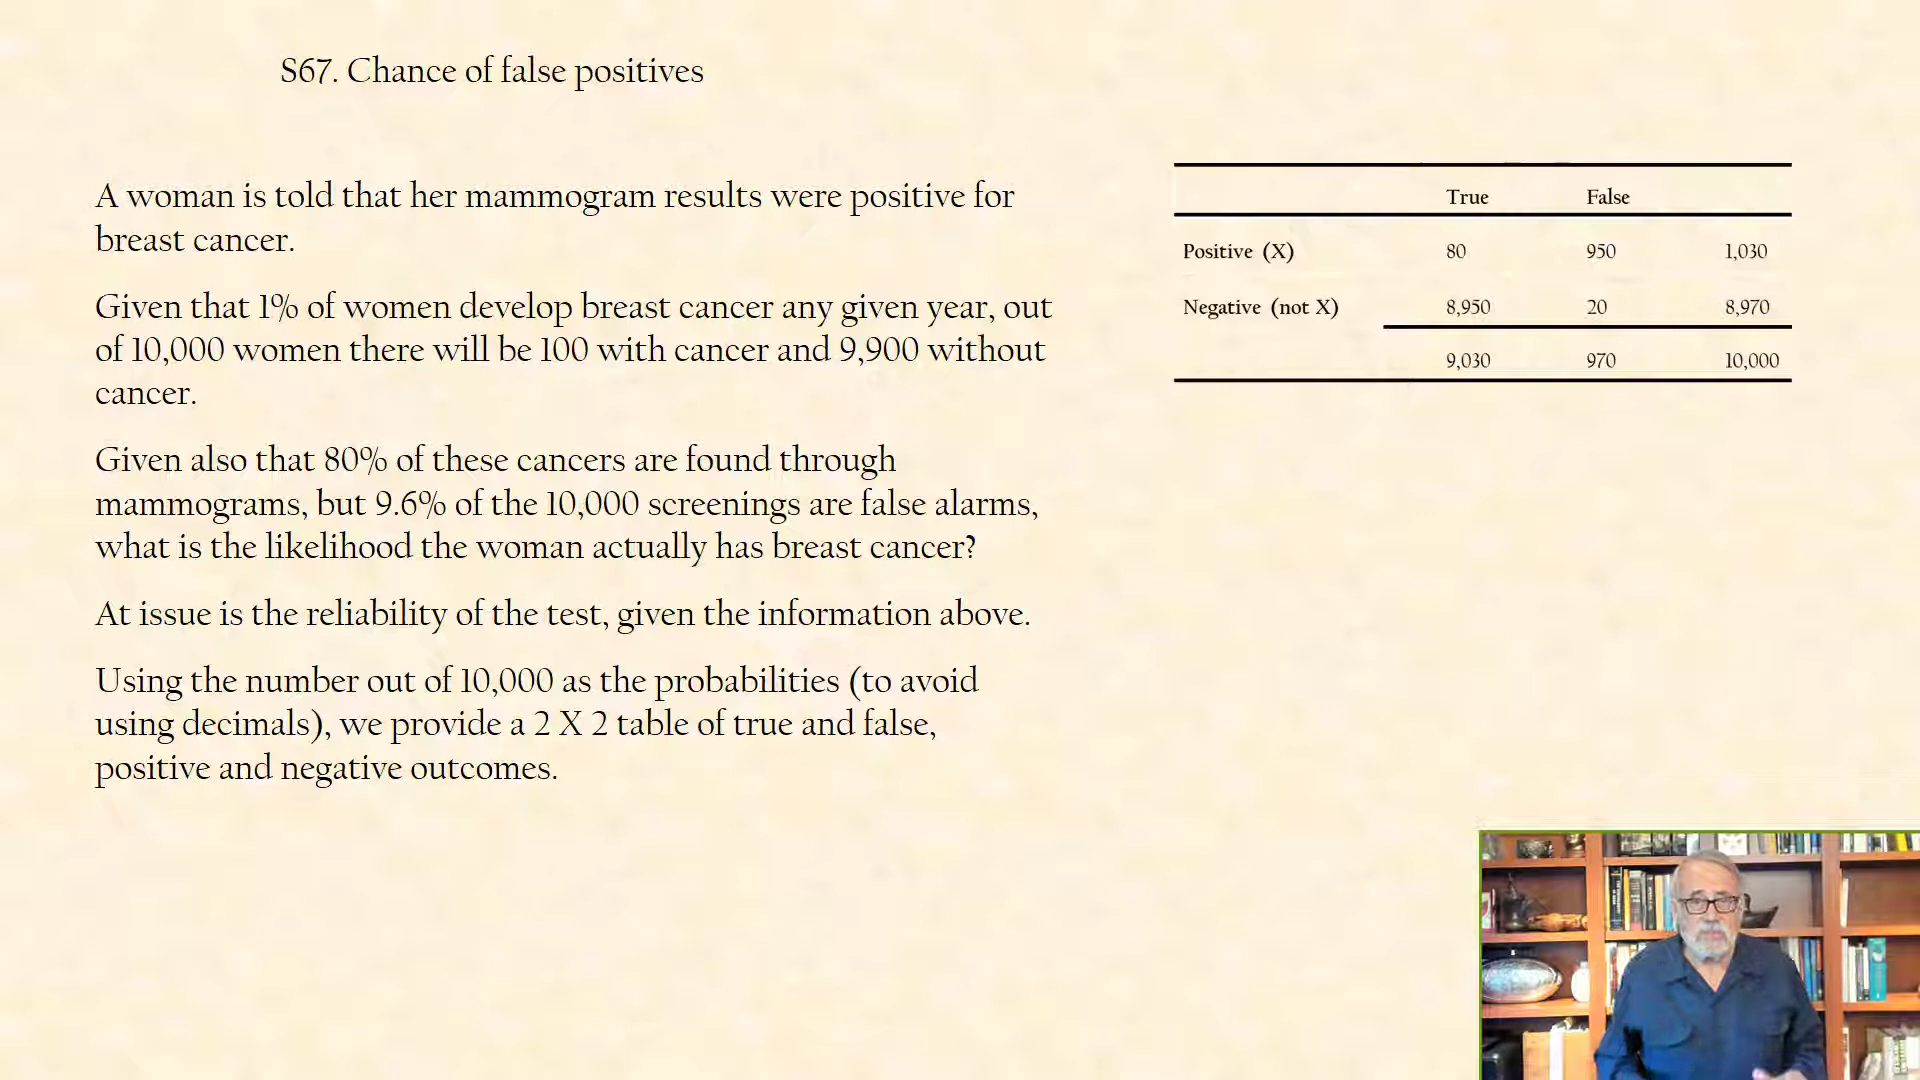 S67. Chance of false positives
A woman is told that her mammogram results were positive for
breast cancer.
Given that 1% of women develop breast cancer any given year, out
of 10,000 women there will be 100 with cancer and 9,900 without
cancer.
Given also that 80% of these cancers are found through
mammograms, but 9.6% of the 10,000 screenings are false alarms,
what is the likelihood the woman actually has breast cancer?
At issue is the reliability of the test, given the information above.
Using the number out of 10,000 as the probabilities (to avoid
using decimals), we provide a 2 X 2 table of true and false,
positive and negative outcomes.
True False
Positive (X) 80 950 1,030
Negative (not X) 8,950 20 8,970
9,030 970 10,000